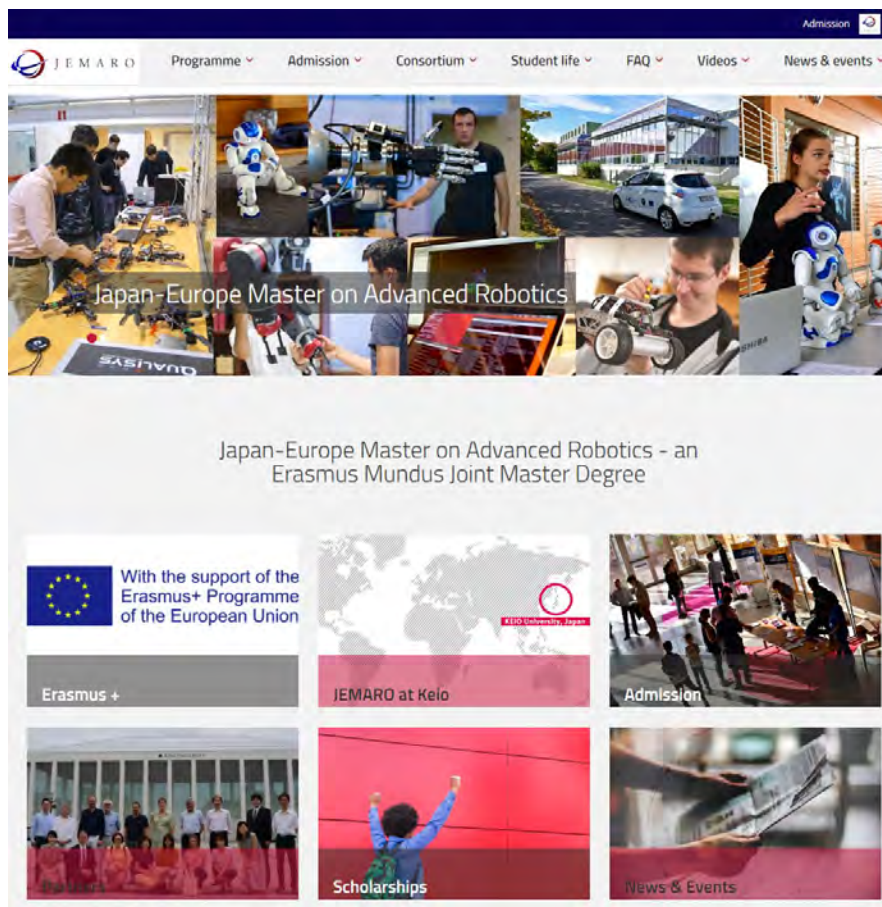 Admission
JEMARO
Programme
Admission
Consortium
Student life
FAQ
Videos
News & events
Japan-Europe Master on Advanced Robotics
QUALISYS
Japan-Europe Master on Advanced Robotics - an
Erasmus Mundus Joint Master Degree
With the support of the
Erasmus+ Programme
of the European Union
KEIO University, Japan
Erasmus +
JEMARO at Keio
Admission
Scholarships
News & Events